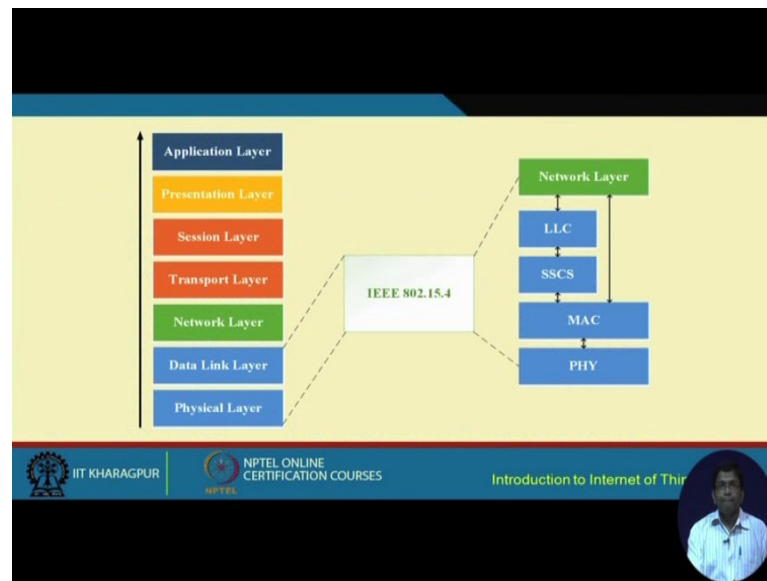 Application Layer
Presentation Layer
Session Layer
Transport Layer
Network Layer
Data Link Layer
Physical Layer
IEEE 802.15.4
Network Layer
LLC
SSCS
MAC
PHY
IIT KHARAGPUR
NPTEL
NPTEL ONLINE
CERTIFICATION COURSES
Introduction to Internet of